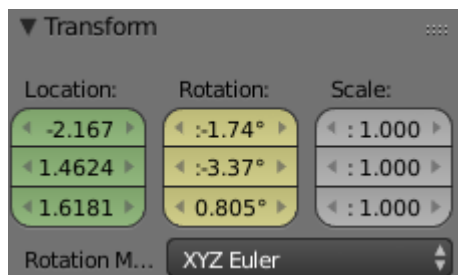 Transform
Location: Rotation: Scale:
-2.167 :-1.74° : 1.000
1.4624 :-3.37° : 1.000
1.6181 0.805° : 1.000
Rotation M... XYZ Euler